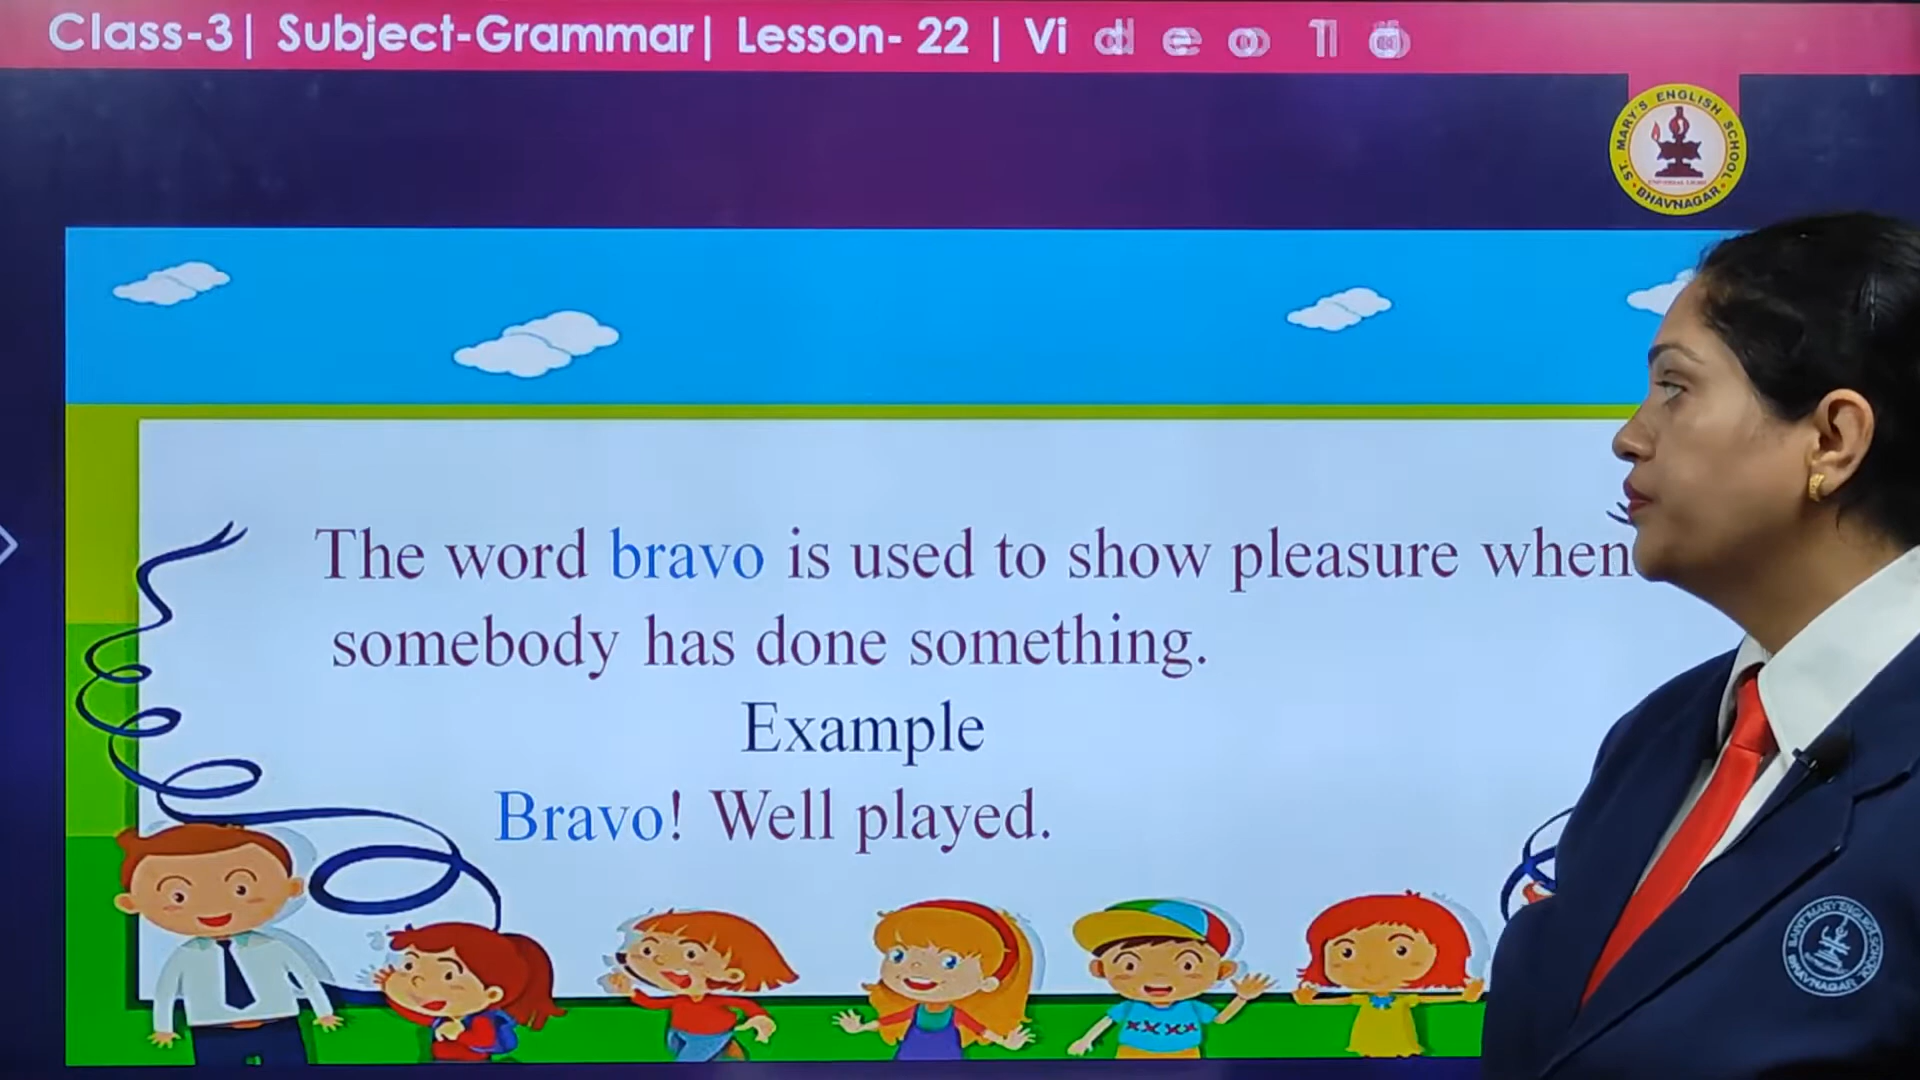 Class-3| Subject-Grammar| Lesson- 22 | Vi
ST. MARY'S ENGLISH SCHOOL
BHAVNAGAR
The word bravo is used to show pleasure when
somebody has done something.
Example
Bravo! Well played.
BHAVNAGAR